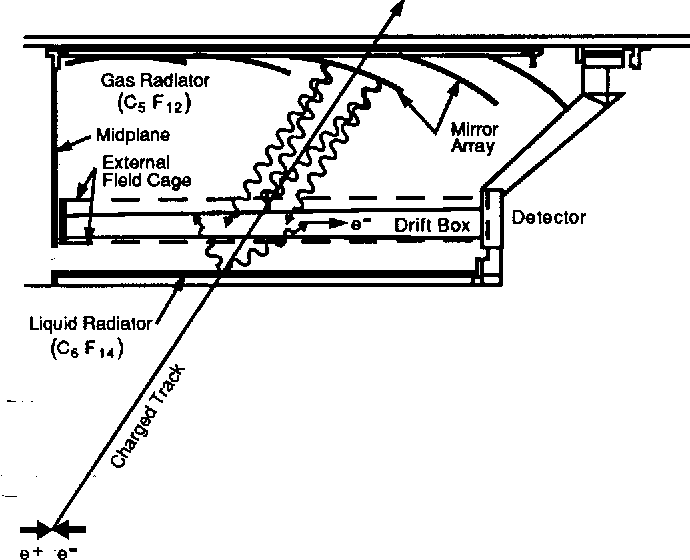 Gas Radiator
(C5 F12)
Midplane
External
Field Cage
Mirror
Array
e-
Drift Box
Detector
Liquid Radiator
(C6 F14)
Charged Track
e+ e-